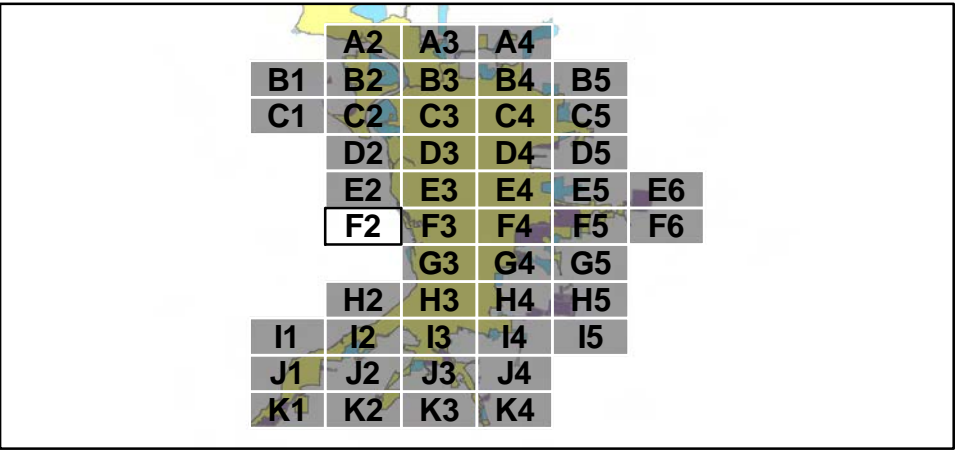 A2 A3 A4
B1 B2 B3 B4 B5
C1 C2 C3 C4 C5
D2 D3 D4 D5
E2 E3 E4 E5 E6
F2 F3 F4 F5 F6
G3 G4 G5
H2 H3 H4 H5
I1 I2 I3 I4 I5
J1 J2 J3 J4
K1 K2 K3 K4